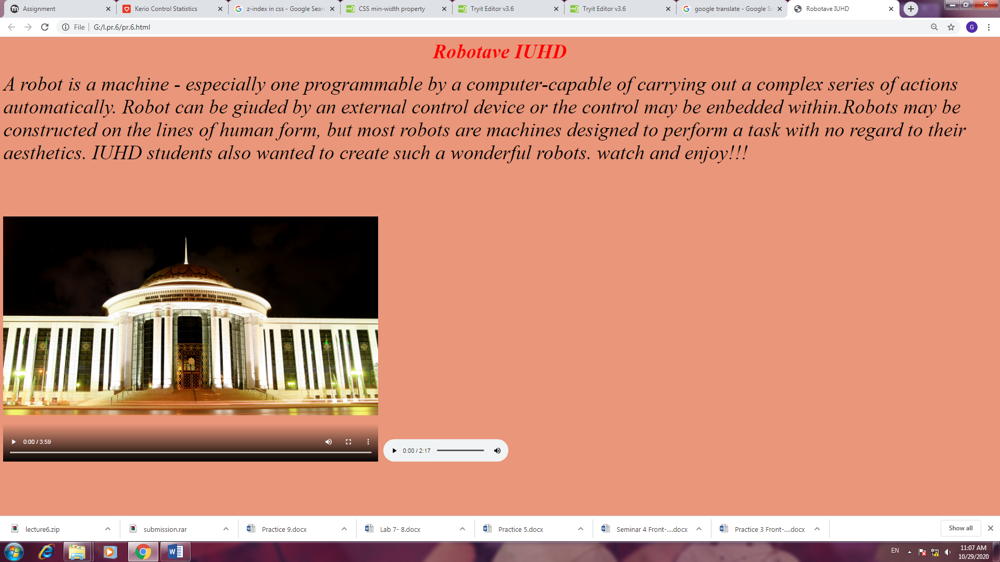 Assignment
Kerio Control Statistics
z-index in css - Google Sear
CSS min-width property
Tryit Editor v3.6
Tryit Editor v3.6
google translate - Google Se
Robotave IUHD
File
G:/l.pr.6/pr.6.html
G
Robotave IUHD
A robot is a machine - especially one programmable by a computer-capable of carrying out a complex series of actions
automatically. Robot can be giuded by an external control device or the control may be enbedded within.Robots may be
constructed on the lines of human form, but most robots are machines designed to perform a task with no regard to their
aesthetics. IUHD students also wanted to create such a wonderful robots. watch and enjoy!!!
HALKARA YNSANPERWER YLYMLARY WE ÖSÜŞ UNIWERSITETI
INTERNATIONAL UNIVERSITY FOR THE HUMANITIES AND DEVELOPMENT
0:00 / 3:59
0:00 / 2:17
lecture6.zip
submission.rar
Practice 9.docx
Lab 7- 8.docx
Practice 5.docx
Seminar 4 Front-....docx
Practice 3 Front-....docx
Show all
EN
11:07 AM
10/29/2020